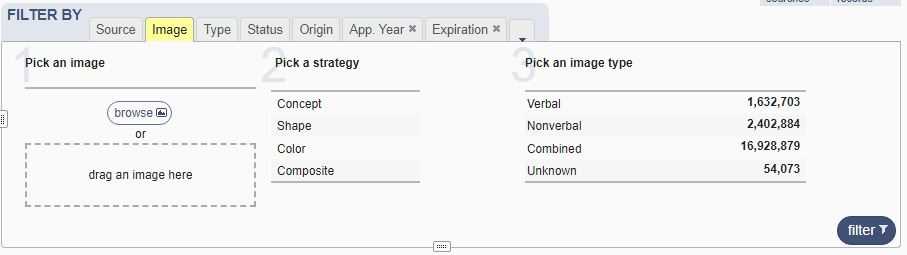 FILTER BY
Source Image Type Status Origin App. Year × Expiration ×
1 Pick an image
browse
or
drag an image here
2 Pick a strategy
Concept
Shape
Color
Composite
3 Pick an image type
Verbal 1,632,703
Nonverbal 2,402,884
Combined 16,928,879
Unknown 54,073
filter